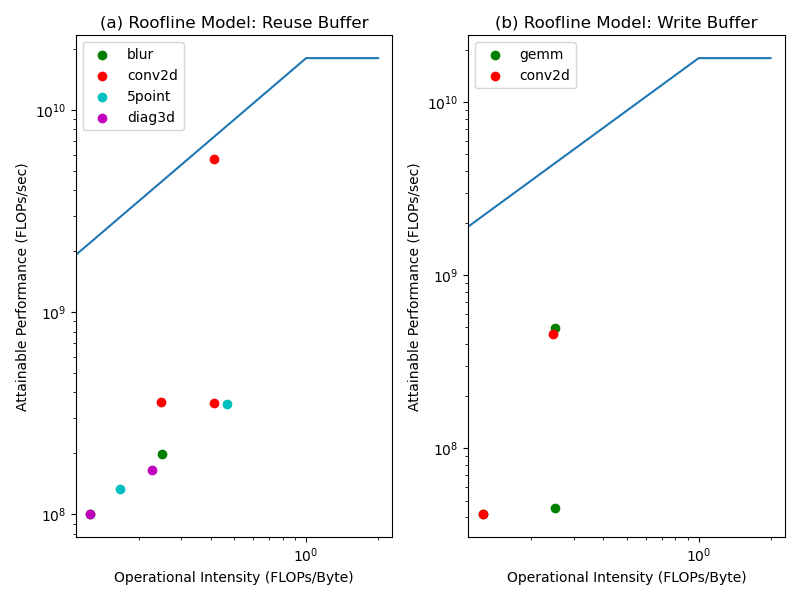 (a) Roofline Model: Reuse Buffer
blur
conv2d
5point
diag3d
10^10
10^9
10^8
Attainable Performance (FLOPs/sec)
10^0
Operational Intensity (FLOPs/Byte)
(b) Roofline Model: Write Buffer
gemm
conv2d
10^10
10^9
10^8
Attainable Performance (FLOPs/sec)
10^0
Operational Intensity (FLOPs/Byte)